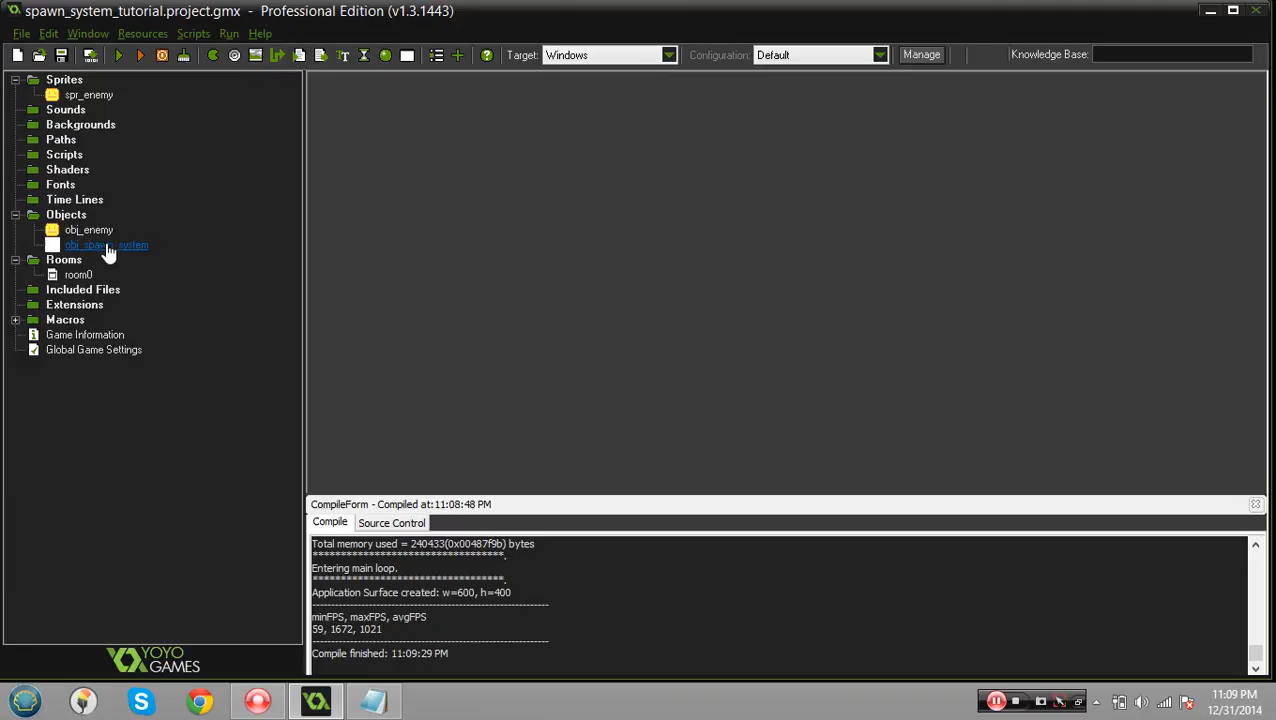 spawn_system_tutorial.project.gmx - Professional Edition (v1.3.1443)
File Edit Window Resources Scripts Run Help
Target: Windows Configuration: Default Manage Knowledge Base:
Sprites
spr_enemy
Sounds
Backgrounds
Paths
Scripts
Shaders
Fonts
Time Lines
Objects
obj_enemy
obj_spawn_system
Rooms
room0
Included Files
Extensions
Macros
Game Information
Global Game Settings
CompileForm - Compiled at:11:08:48 PM
Compile Source Control
Total memory used = 240433(0x00487f9b) bytes
***********************************.
Entering main loop.
***********************************.
Application Surface created: w=600, h=400
---------------------------------------------------------
minFPS, maxFPS, avgFPS
59, 1672, 1021
---------------------------------------------------------
Compile finished: 11:09:29 PM
YOYO
GAMES
11:09 PM
12/31/2014